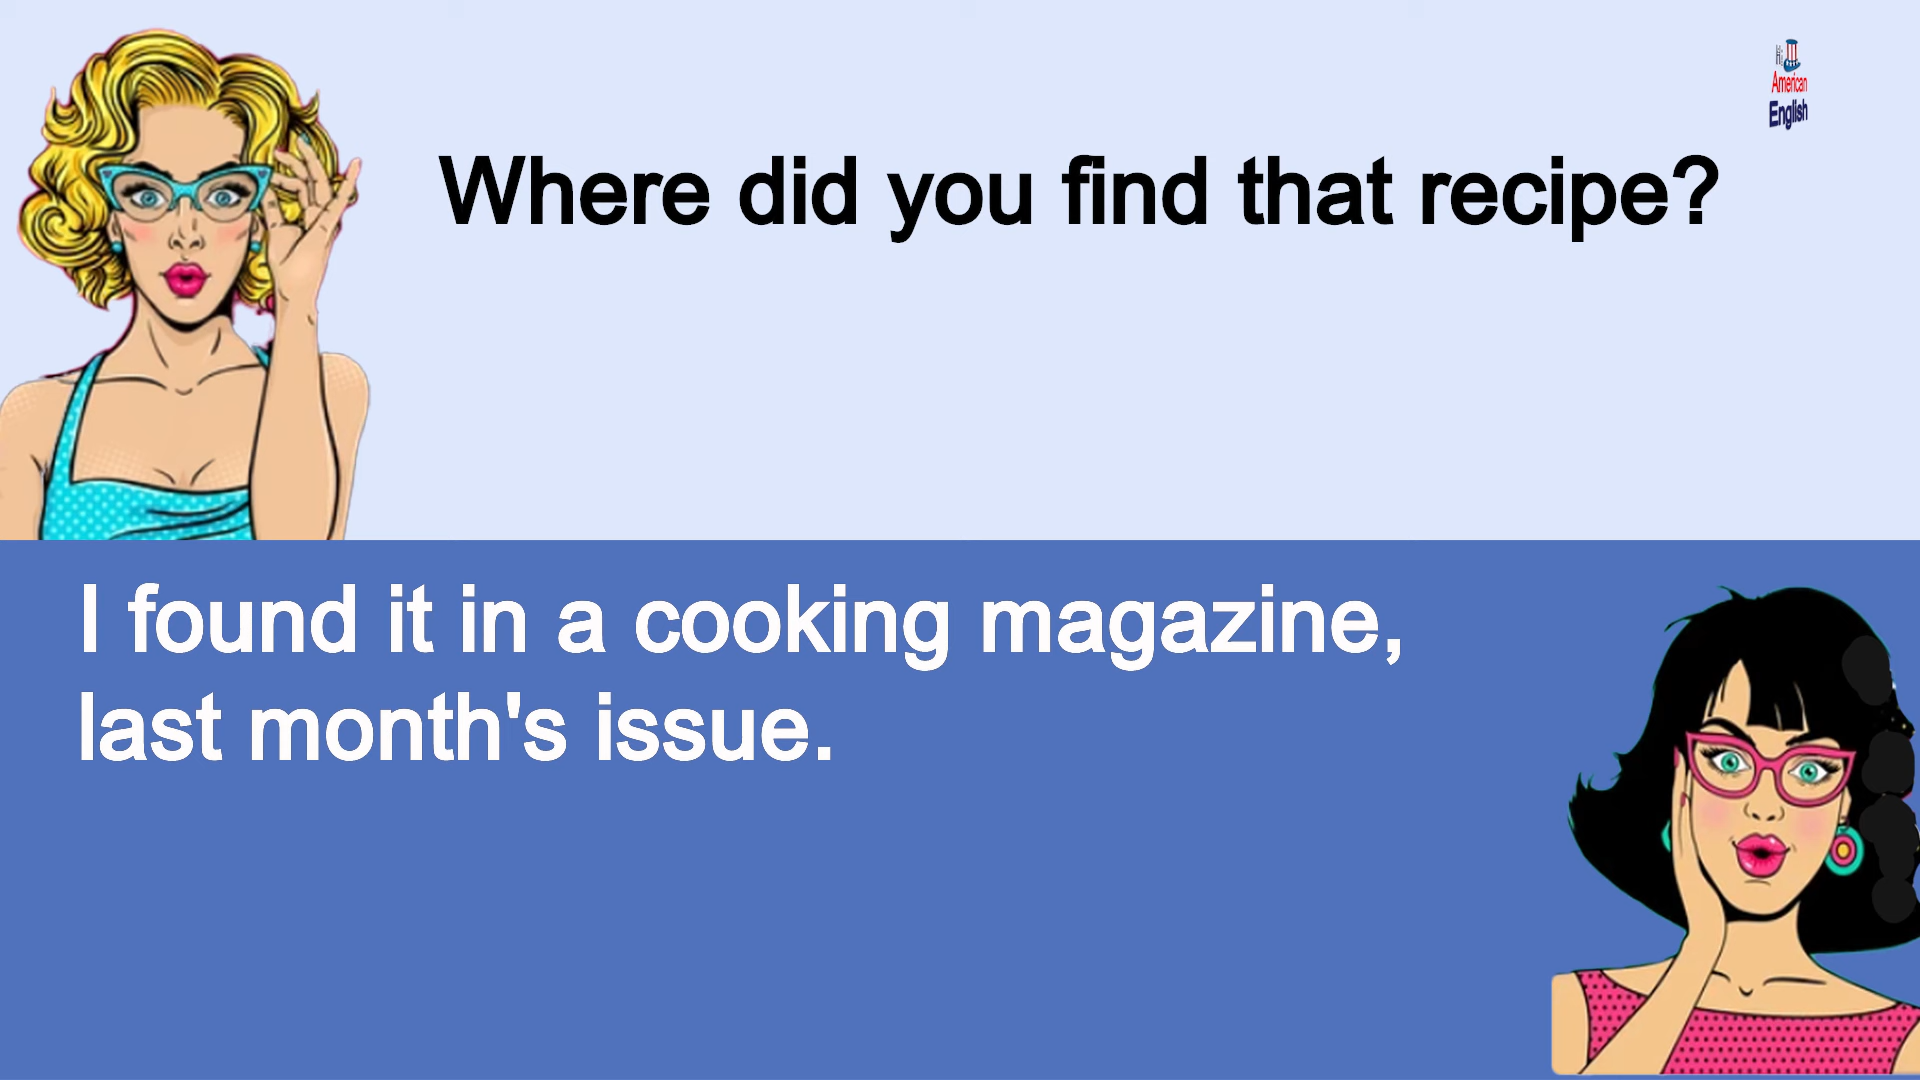 American
English
Where did you find that recipe?
I found it in a cooking magazine,
last month's issue.